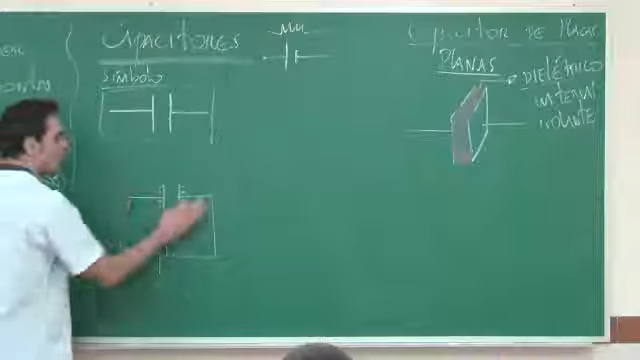 CAPACITORES
símbolo
CAPACITOR DE PLACAS
PLANAS
DIELÉTRICO
MATERIAL
ISOLANTE